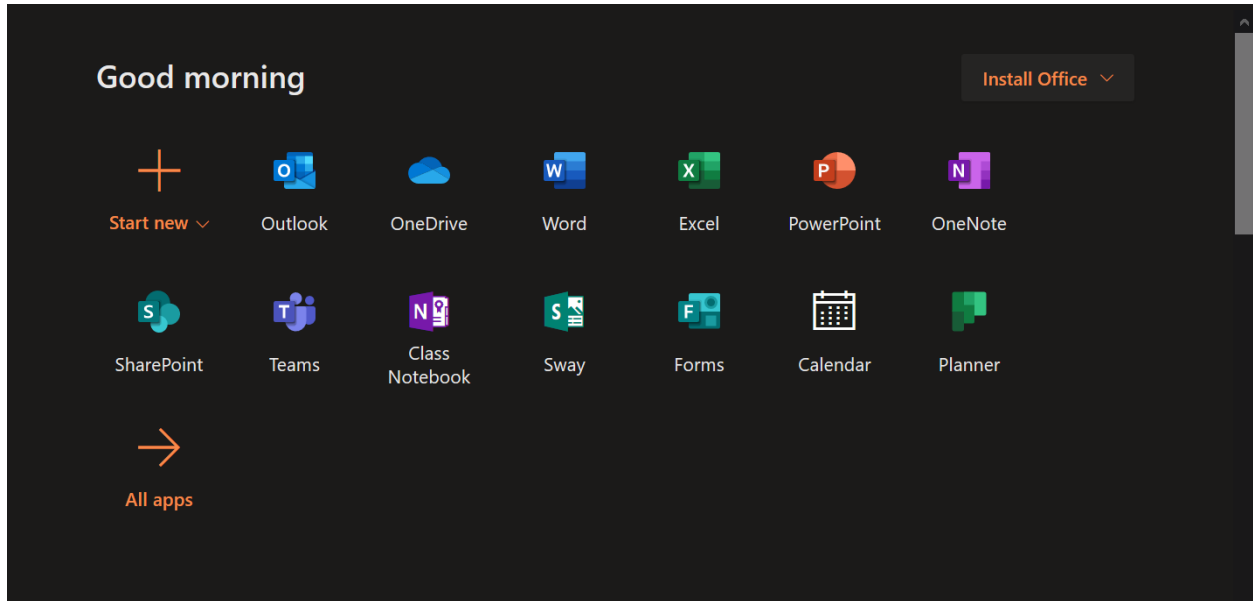 Good morning
Install Office
Start new
Outlook
OneDrive
Word
Excel
PowerPoint
OneNote
SharePoint
Teams
Class
Notebook
Sway
Forms
Calendar
Planner
All apps